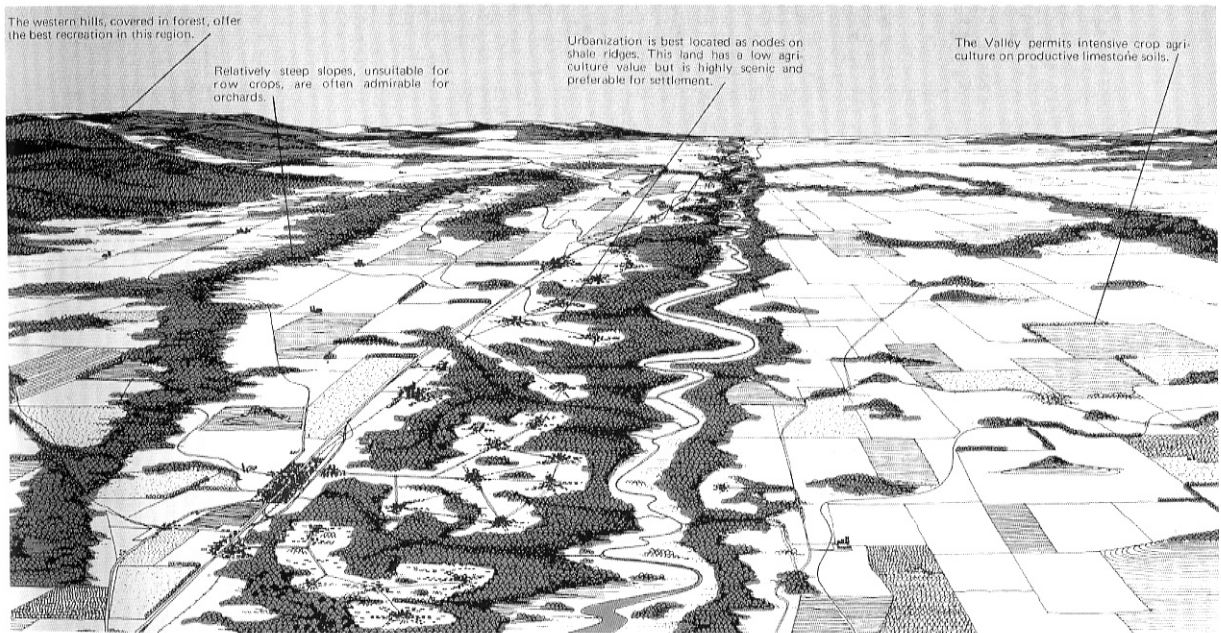 The western hills, covered in forest, offer
the best recreation in this region.
Relatively steep slopes, unsuitable for
row crops, are often admirable for
orchards.
Urbanization is best located as nodes on
shale ridges. This land has a low agri-
culture value but is highly scenic and
preferable for settlement.
The Valley permits intensive crop agri-
culture on productive limestone soils.